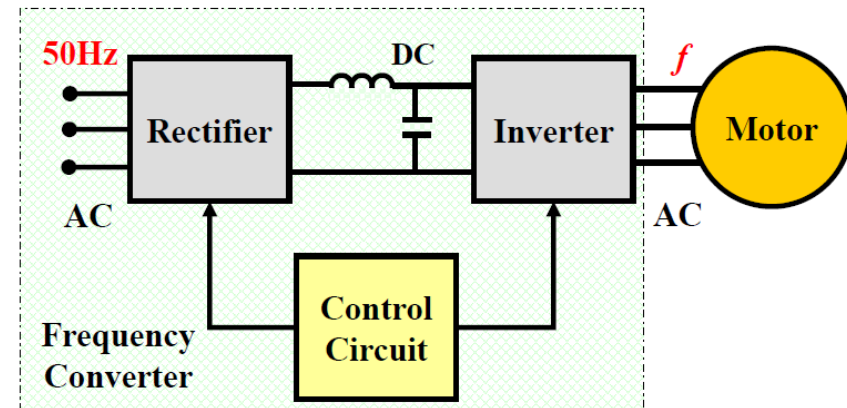 50Hz
DC
f
Rectifier
Inverter
Motor
AC
AC
Control
Circuit
Frequency
Converter